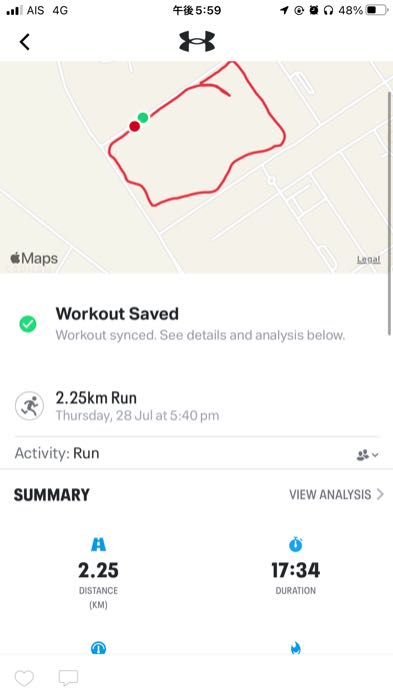 AIS 4G 午後5:59 48%
Maps
Legal
Workout Saved
Workout synced. See details and analysis below.
2.25km Run
Thursday, 28 Jul at 5:40 pm
Activity: Run
SUMMARY
VIEW ANALYSIS
2.25
17:34
DISTANCE
DURATION
(KM)